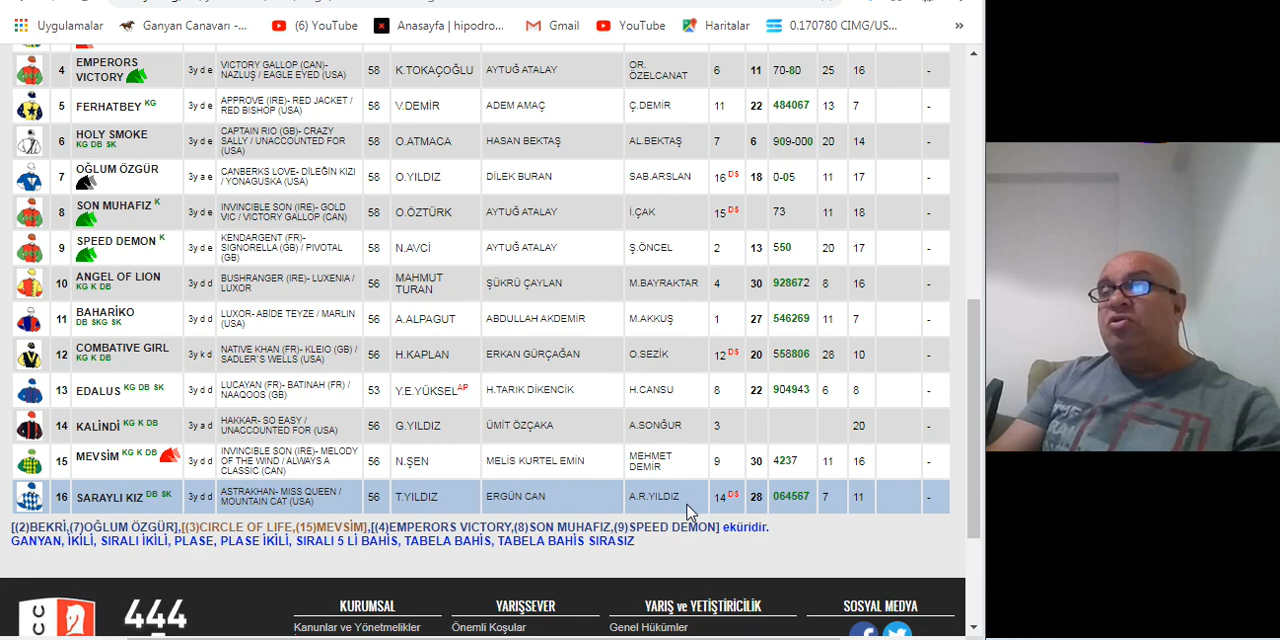 Uygulamalar Ganyan Canavarı -... (6) YouTube Anasayfa | hipodro... Gmail YouTube Haritalar 0.170780 CIMG/US... »
4 EMPERORS VICTORY 3y d e VICTORY GALLOP (CAN)- NAZLUŞ / EAGLE EYED (USA) 58 K.TOKAÇOĞLU AYTUĞ ATALAY OR. ÖZELCANAT 6 11 70-80 25 16 -
5 FERHATBEY KG 3y d e APPROVE (IRE)- RED JACKET / RED BISHOP (USA) 58 V.DEMİR ADEM AMAÇ Ç.DEMİR 11 22 484067 13 7 -
6 HOLY SMOKE KG DB SK 3y d e CAPTAIN RIO (GB)- CRAZY SALLY / UNACCOUNTED FOR (USA) 58 O.ATMACA HASAN BEKTAŞ AL.BEKTAŞ 7 6 909-000 20 14 -
7 OĞLUM ÖZGÜR 3y a e CANBERKS LOVE- DİLEĞİN KIZI / YONAGUSKA (USA) 58 O.YILDIZ DİLEK BURAN SAB.ARSLAN 16 DS 18 0-05 11 17 -
8 SON MUHAFIZ K 3y d e INVINCIBLE SON (IRE)- GOLD VIC / VICTORY GALLOP (CAN) 58 O.ÖZTÜRK AYTUĞ ATALAY İ.ÇAK 15 DS 73 11 18 -
9 SPEED DEMON K 3y d e KENDARGENT (FR)- SIGNORELLA (GB) / PIVOTAL (GB) 58 N.AVCİ AYTUĞ ATALAY Ş.ÖNCEL 2 13 550 20 17 -
10 ANGEL OF LION KG K DB 3y d d BUSHRANGER (IRE)- LUXENIA / LUXOR 56 MAHMUT TURAN ŞÜKRÜ ÇAYLAN M.BAYRAKTAR 4 30 928672 8 16 -
11 BAHARİKO DB SKG SK 3y d d LUXOR- ABİDE TEYZE / MARLIN (USA) 56 A.ALPBUT ABDULLAH AKDEMİR M.AKKUŞ 1 27 546269 11 7 -
12 COMBATIVE GIRL KG K DB 3y k d NATIVE KHAN (FR)- KLEIO (GB) / SADLER'S WELLS (USA) 56 H.KAPLAN ERKAN GÜRÇAĞAN O.SEZİK 12 DS 20 558806 28 10 -
13 EDALUS KG DB SK 3y d d LUCAYAN (FR)- BATINAH (FR) / NAAQOOS (GB) 53 Y.E.YÜKSEL AP H.TARIK DİKENCİK H.CANSU 8 22 904943 6 8 -
14 KALİNDİ KG K DB 3y a d HAKKAR- SO EASY / UNACCOUNTED FOR (USA) 56 G.YILDIZ ÜMİT ÖZÇAKA A.SONĞUR 3 20 -
15 MEVSİM KG K DB 3y d d INVINCIBLE SON (IRE)- MELODY OF THE WIND / ALWAYS A CLASSIC (CAN) 56 N.ŞEN MELİS KURTEL EMİN MEHMET DEMİR 9 30 4237 11 16 -
16 SARAYLI KIZ DB SK 3y d d ASTRAKHAN- MISS QUEEN / MOUNTAIN CAT (USA) 56 T.YILDIZ ERGÜN CAN A.R.YILDIZ 14 DS 28 064567 7 11 -
[(2)BEKRİ,(7)OĞLUM ÖZGÜR],[(3)CIRCLE OF LIFE,(15)MEVSİM],[(4)EMPERORS VICTORY,(8)SON MUHAFIZ,(9)SPEED DEMON] eküridir.
GANYAN, İKİLİ, SIRALI İKİLİ, PLASE, PLASE İKİLİ, SIRALI 5 Lİ BAHİS, TABELA BAHİS, TABELA BAHİS SIRASIZ
444 KURUMSAL YARIŞSEVER YARIŞ ve YETİŞTİRİCİLİK SOSYAL MEDYA
Kanunlar ve Yönetmelikler Önemli Koşular Genel Hükümler